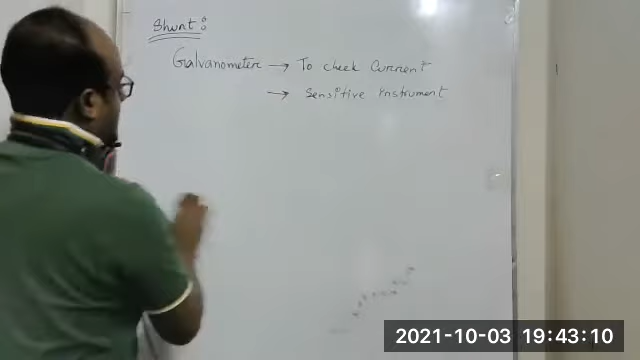 Shunt :
Galvanometer → To check Current
→ Sensitive Instrument
2021-10-03 19:43:10